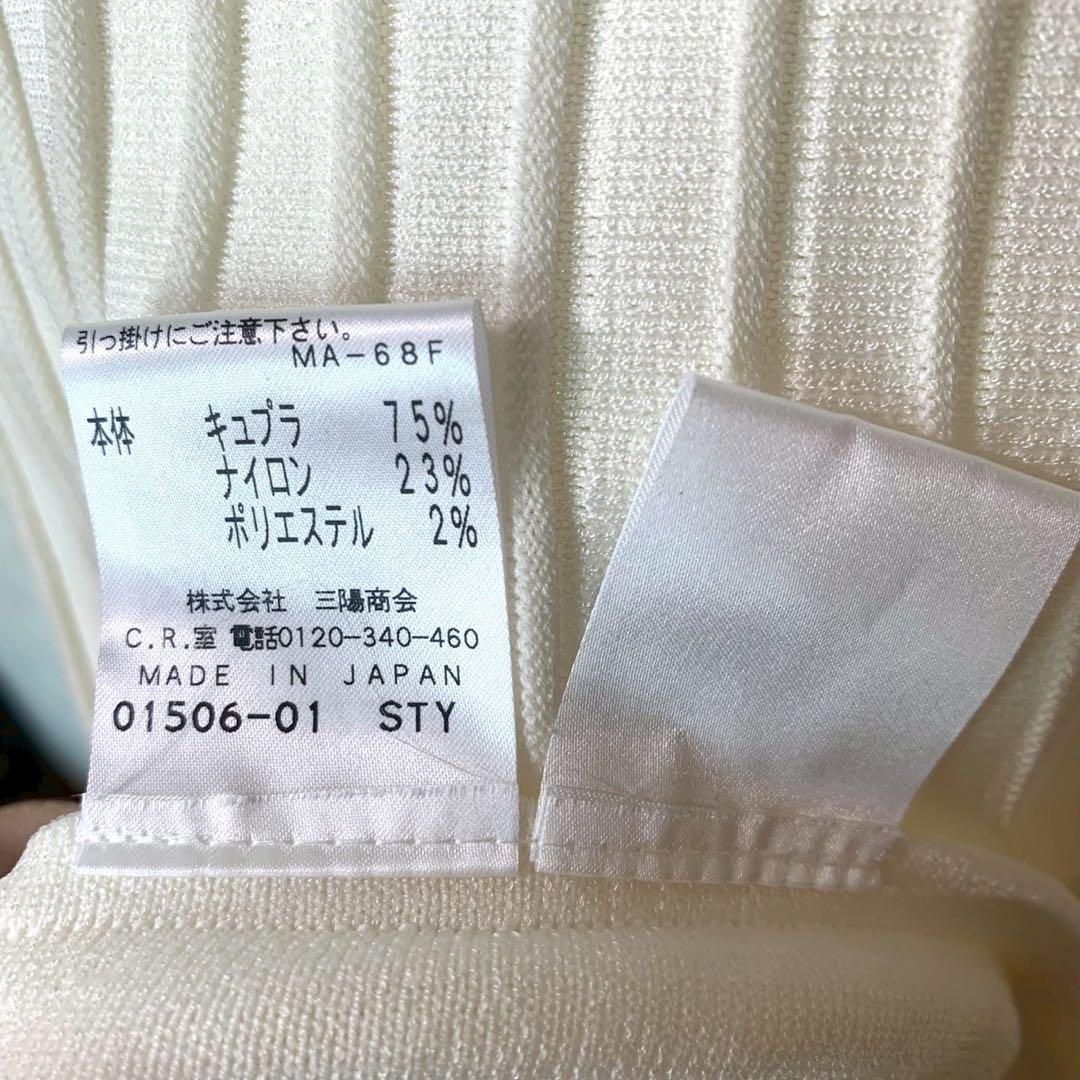 引っ掛けにご注意下さい。
MA-68F
本体 キュプラ 75%
ナイロン 23%
ポリエステル 2%
株式会社 三陽商会
C.R.室 電話0120-340-460
MADE IN JAPAN
01506-01 STY